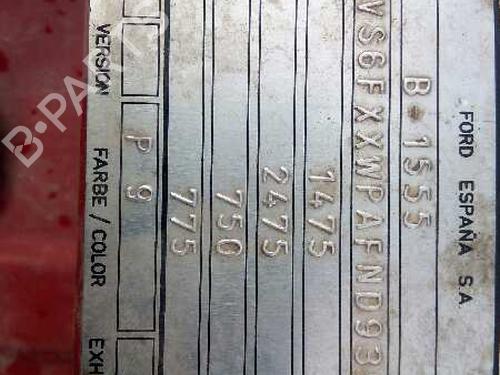 FORD ESPAÑA S.A.
B-1555
VS6FXXWPAFND93
1475
2475
750
775
P 9
VERSION FARBE / COLOR EXH
B-PARTS